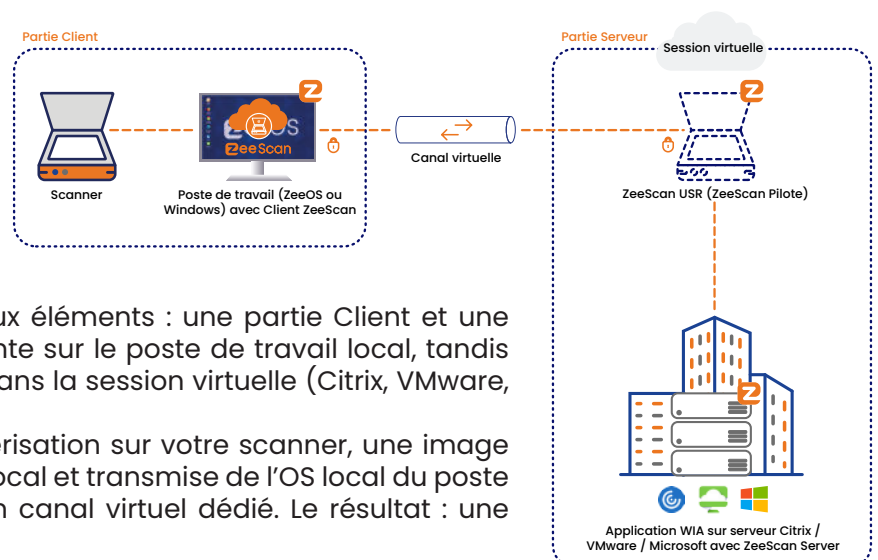 Partie Client
Partie Serveur
Session virtuelle
Z
Z
ZeeOS
ZeeScan
Canal virtuelle
Scanner
Poste de travail (ZeeOS ou
Windows) avec Client ZeeScan
ZeeScan USR (ZeeScan Pilote)
ux éléments : une partie Client et une
nte sur le poste de travail local, tandis
ans la session virtuelle (Citrix, VMware,
érisation sur votre scanner, une image
ocal et transmise de l’OS local du poste
n canal virtuel dédié. Le résultat : une
Z
Application WIA sur serveur Citrix /
VMware / Microsoft avec ZeeScan Server